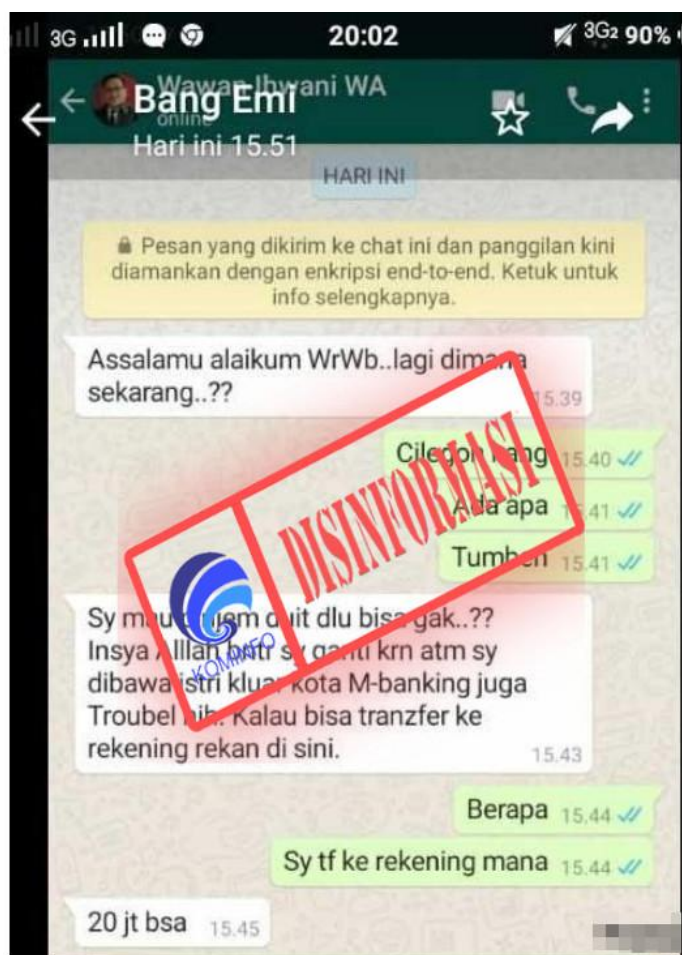 3G 20:02 3G2 90%
Wawan Ibwani WA
Bang Emi
online
Hari ini 15.51
HARI INI
Pesan yang dikirim ke chat ini dan panggilan kini
diamankan dengan enkripsi end-to-end. Ketuk untuk
info selengkapnya.
Assalamu alaikum WrWb..lagi dimana
sekarang..??
15.39
Cilegon kang 15.40
Ada apa 15.41
Tumben 15.41
DISINFORMASI
KOMINFO
Sy mau pinjem duit dlu bisa gak..??
Insya Alllah sy ganti krn atm sy
dibawa istri kluar kota M-banking juga
Troubel nih. Kalau bisa tranzfer ke
rekening rekan di sini.
15.43
Berapa 15.44
Sy tf ke rekening mana 15.44
20 jt bsa 15.45